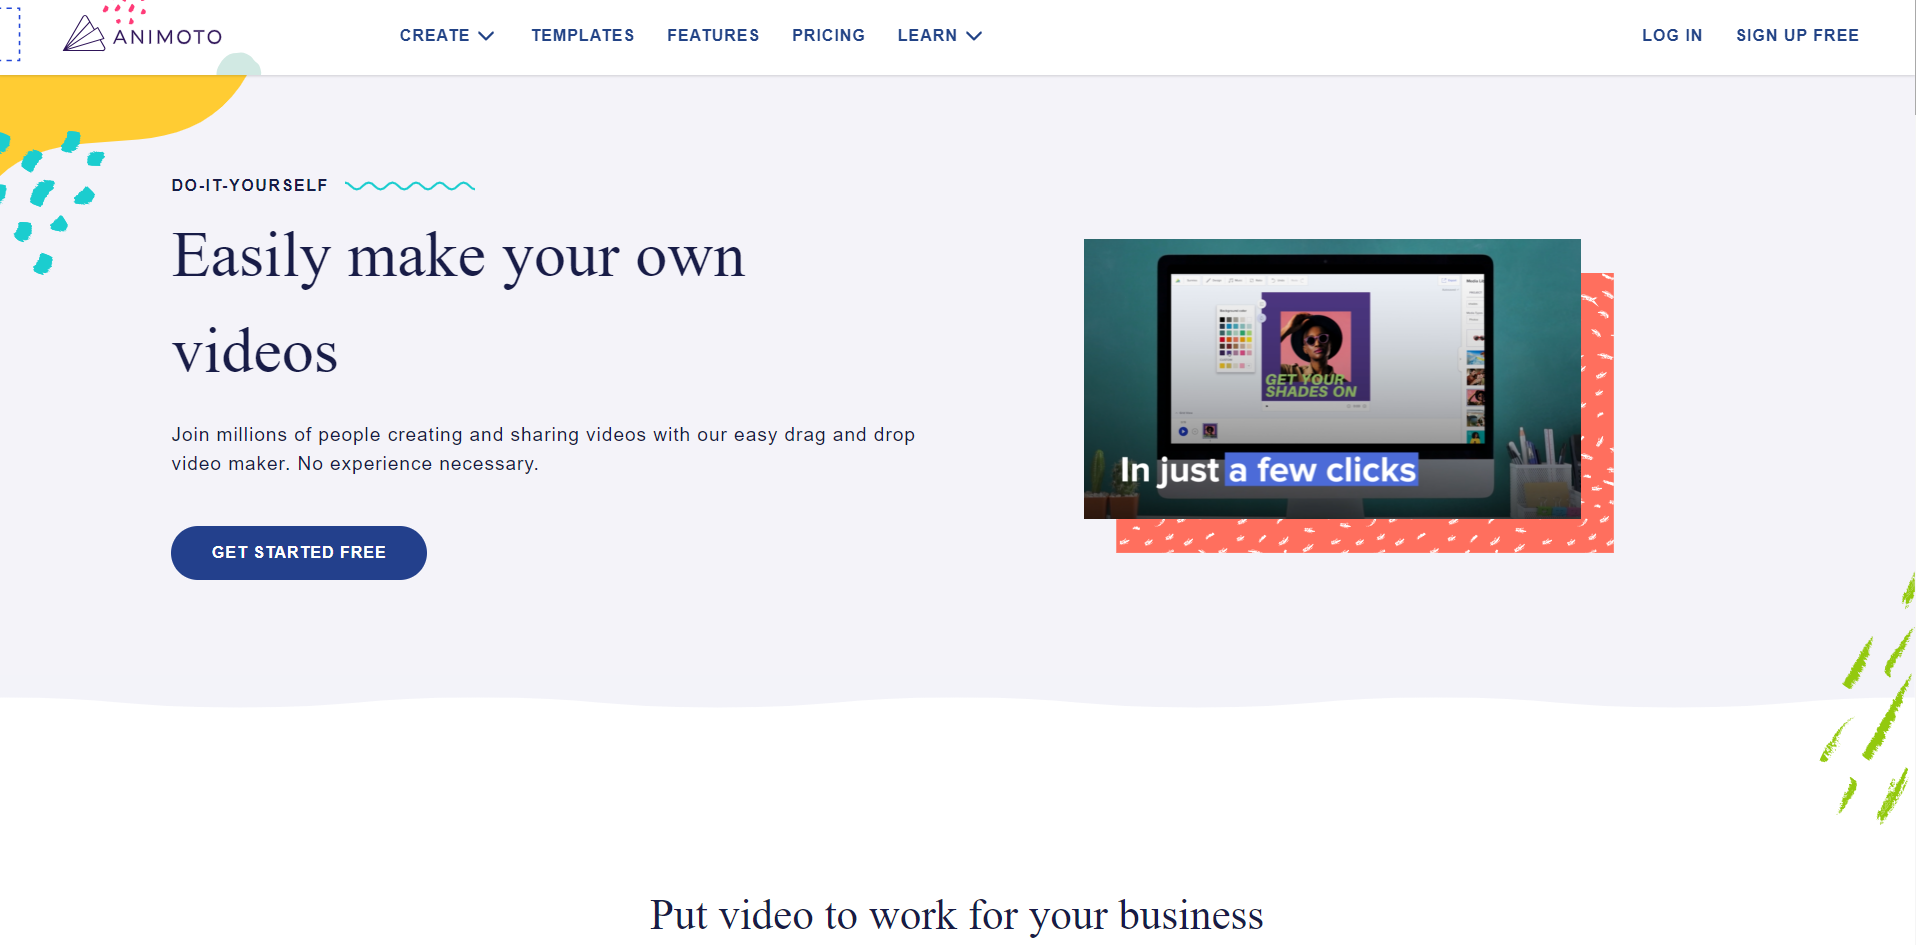 ANIMOTO
CREATE
TEMPLATES
FEATURES
PRICING
LEARN
LOG IN
SIGN UP FREE
DO-IT-YOURSELF
Easily make your own
videos
Join millions of people creating and sharing videos with our easy drag and drop
video maker. No experience necessary.
GET STARTED FREE
Background color
GET YOUR
SHADES ON
In just a few clicks
Put video to work for your business